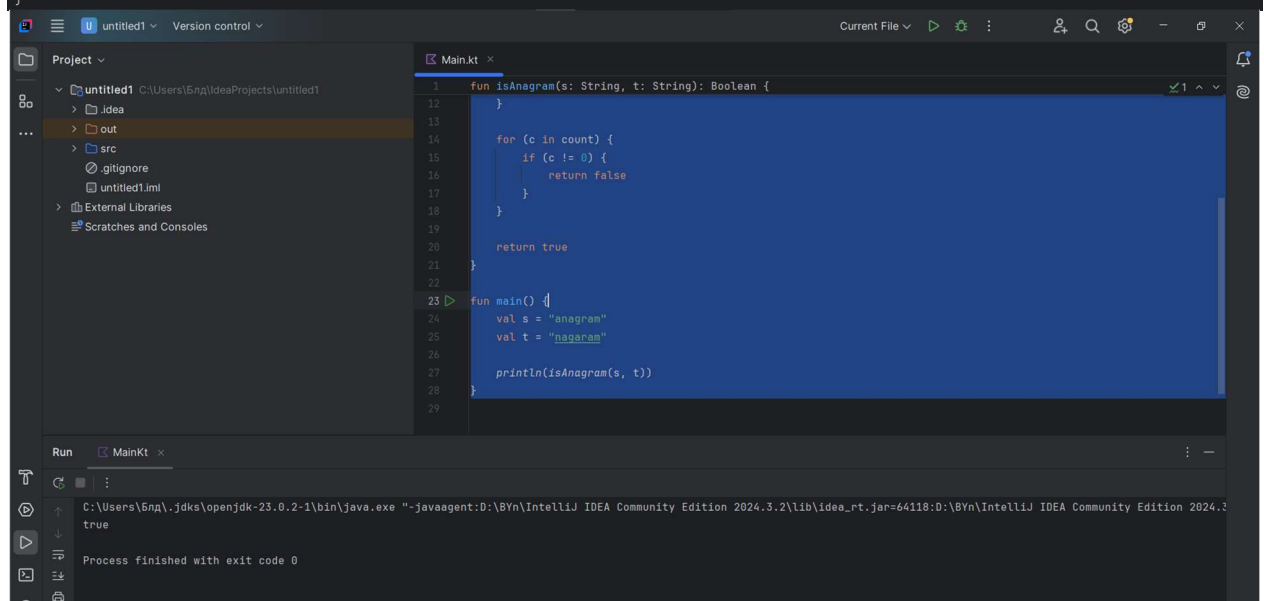 U untitled1 Version control Current File
Project
Main.kt
untitled1 C:\Users\Блд\IdeaProjects\untitled1
.idea
out
src
.gitignore
untitled1.iml
External Libraries
Scratches and Consoles
1 fun isAnagram(s: String, t: String): Boolean {
1
12 }
13
14 for (c in count) {
15 if (c != 0) {
16 return false
17 }
18 }
19
20 return true
21 }
22
23 fun main() {
24 val s = "anagram"
25 val t = "nagaram"
26
27 println(isAnagram(s, t))
28 }
29
Run MainKt
C:\Users\Блд\.jdks\openjdk-23.0.2-1\bin\java.exe "-javaagent:D:\BYn\IntelliJ IDEA Community Edition 2024.3.2\lib\idea_rt.jar=64118:D:\BYn\IntelliJ IDEA Community Edition 2024.3
true
Process finished with exit code 0